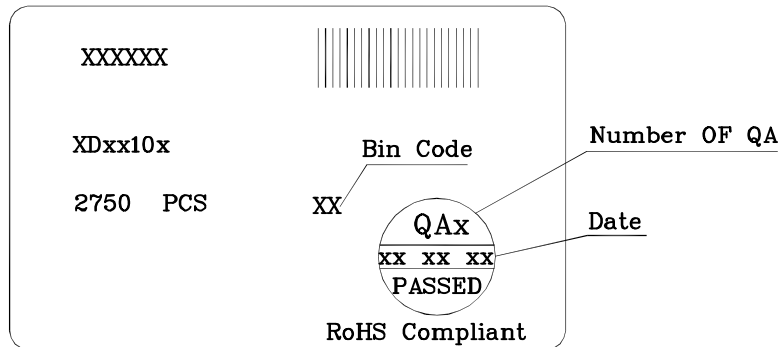 XXXXXX
XDxx10x
Bin Code
Number OF QA
2750 PCS
XX
QAx
Date
xx xx xx
PASSED
RoHS Compliant